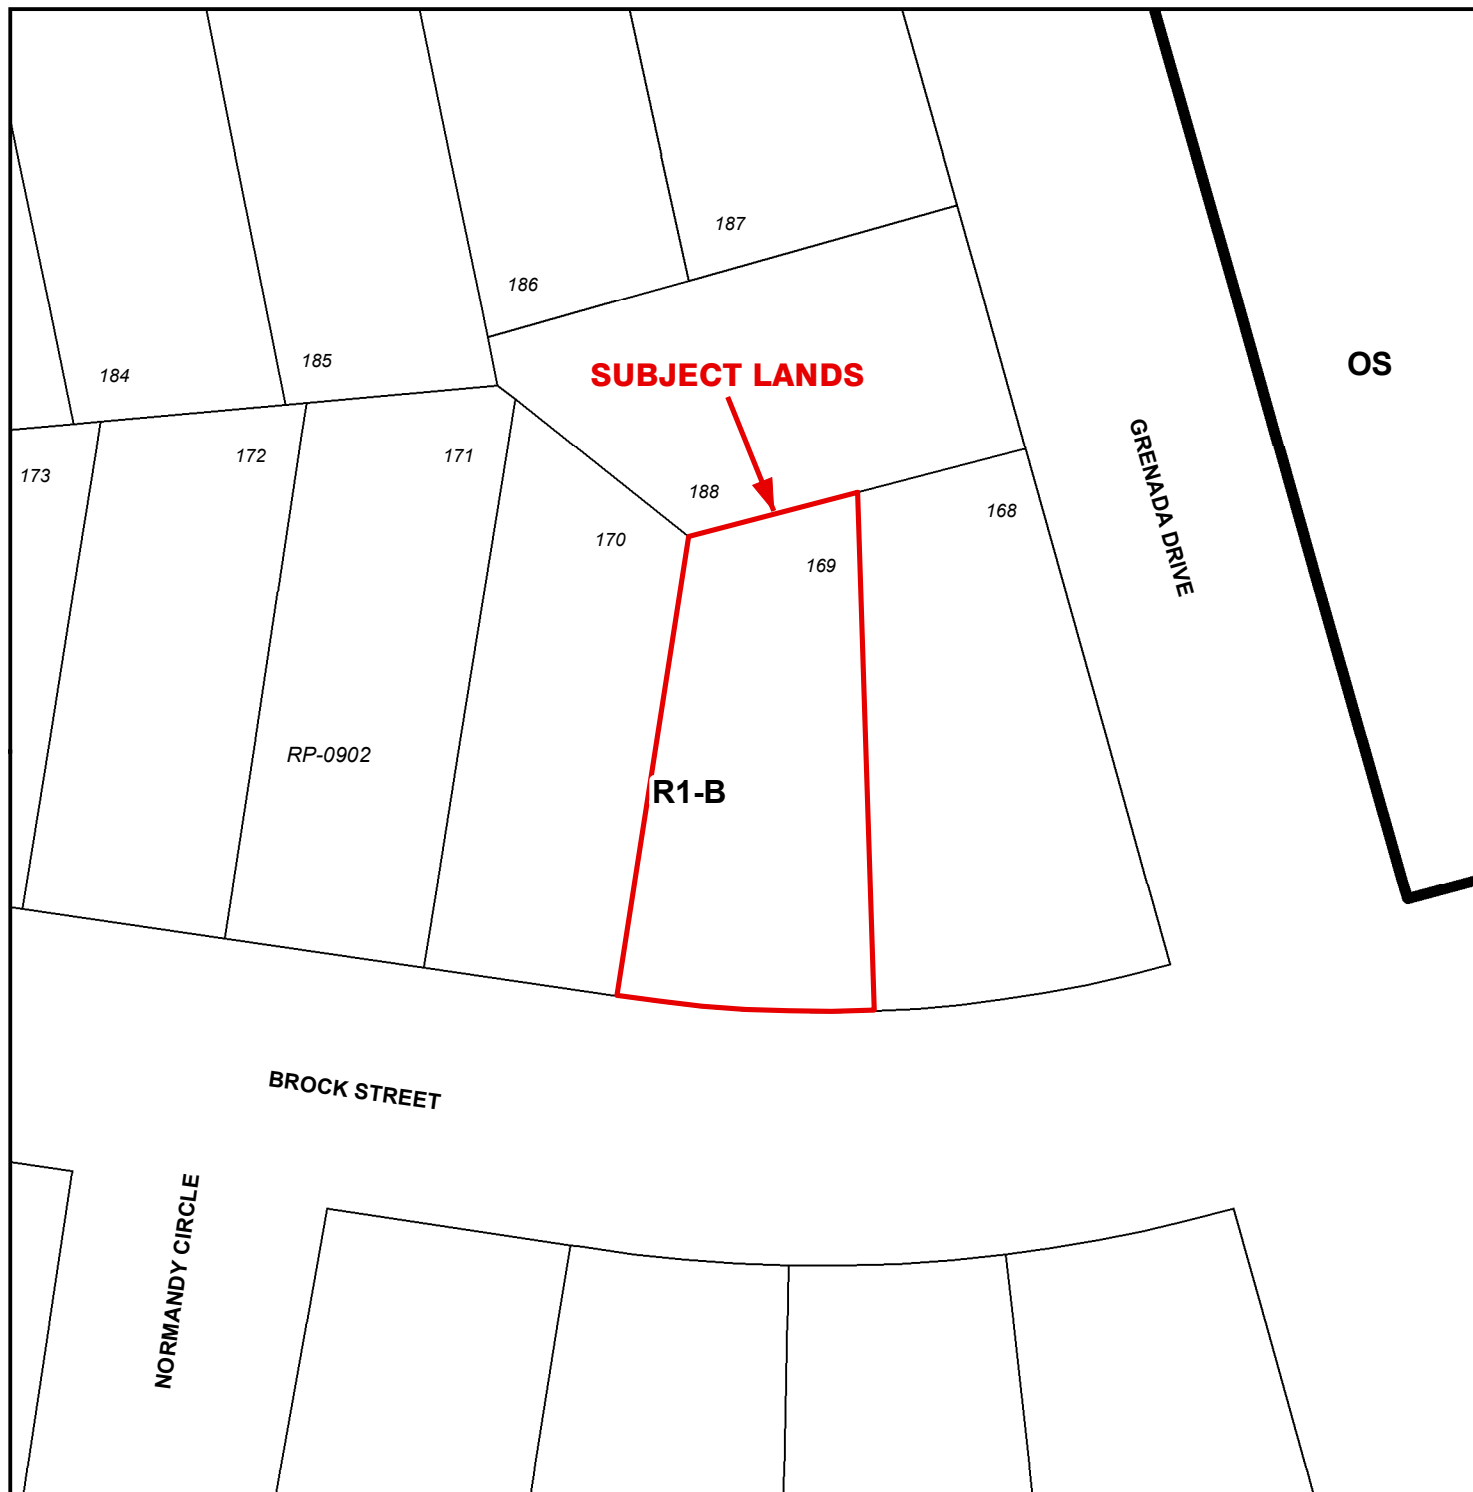 187
186
185
184
SUBJECT LANDS
OS
173
172
171
188
168
170
169
GRENADA DRIVE
RP-0902
R1-B
BROCK STREET
NORMANDY CIRCLE